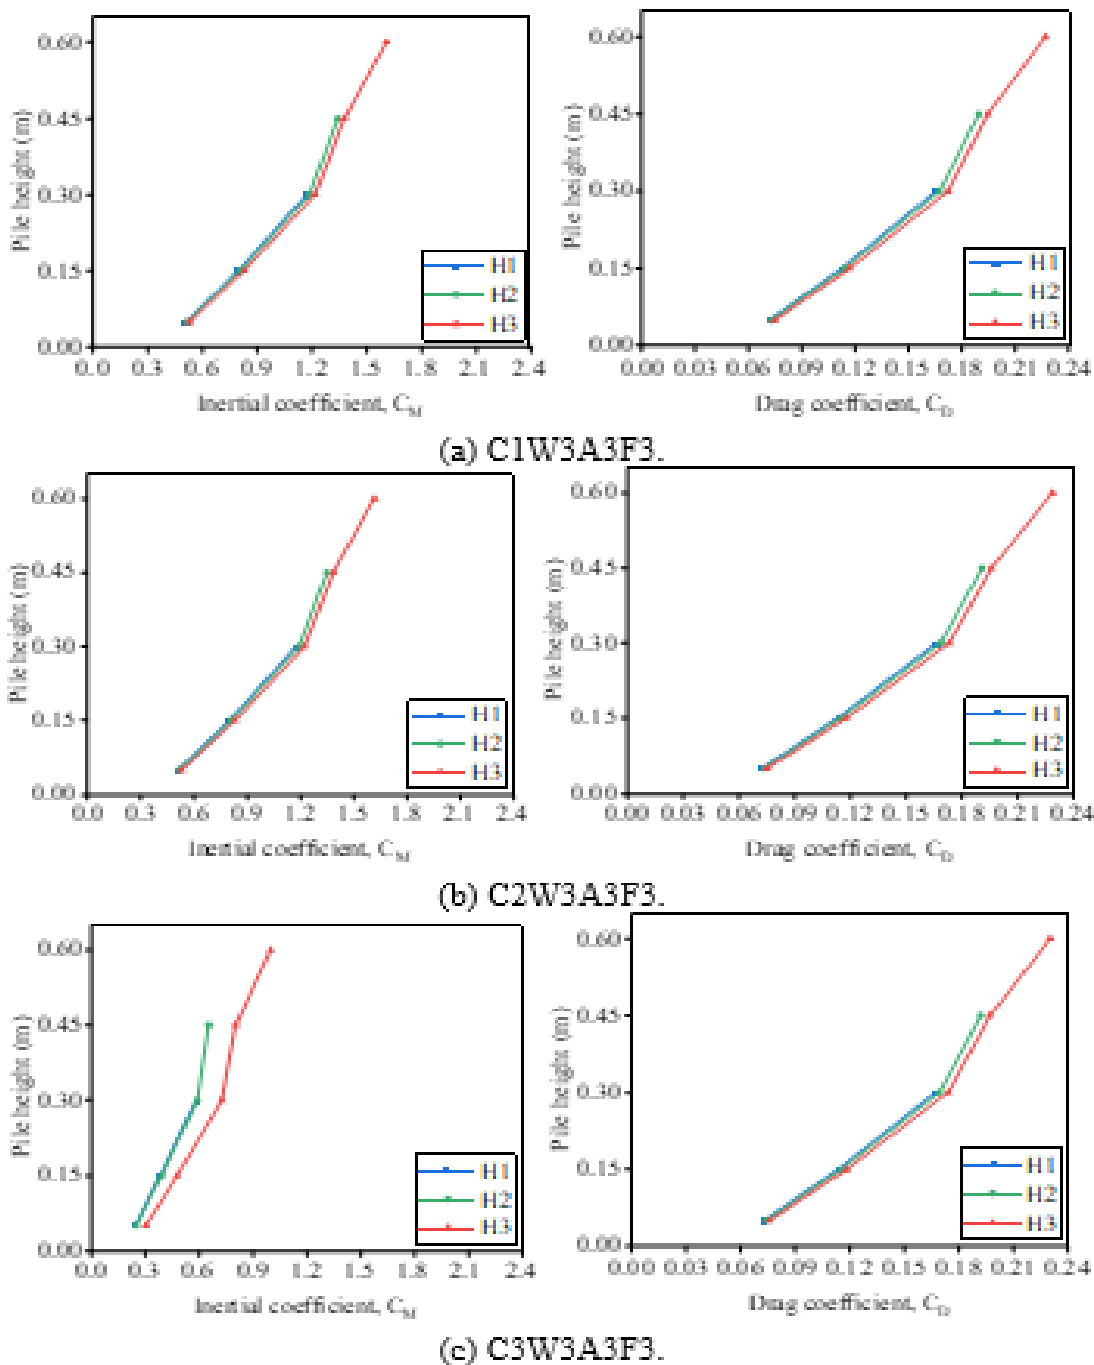 0.60
0.45
0.30
0.15
0.00
Pile height (m)
H1
H2
H3
0.0 0.3 0.6 0.9 1.2 1.5 1.8 2.1 2.4
Inertial coefficient, C_M
0.60
0.45
0.30
0.15
0.00
Pile height (m)
H1
H2
H3
0.00 0.03 0.06 0.09 0.12 0.15 0.18 0.21 0.24
Drag coefficient, C_D
(a) C1W3A3F3.
0.60
0.45
0.30
0.15
0.00
Pile height (m)
H1
H2
H3
0.0 0.3 0.6 0.9 1.2 1.5 1.8 2.1 2.4
Inertial coefficient, C_M
0.60
0.45
0.30
0.15
0.00
Pile height (m)
H1
H2
H3
0.00 0.03 0.06 0.09 0.12 0.15 0.18 0.21 0.24
Drag coefficient, C_D
(b) C2W3A3F3.
0.60
0.45
0.30
0.15
0.00
Pile height (m)
H1
H2
H3
0.0 0.3 0.6 0.9 1.2 1.5 1.8 2.1 2.4
Inertial coefficient, C_M
0.60
0.45
0.30
0.15
0.00
Pile height (m)
H1
H2
H3
0.00 0.03 0.06 0.09 0.12 0.15 0.18 0.21 0.24
Drag coefficient, C_D
(c) C3W3A3F3.